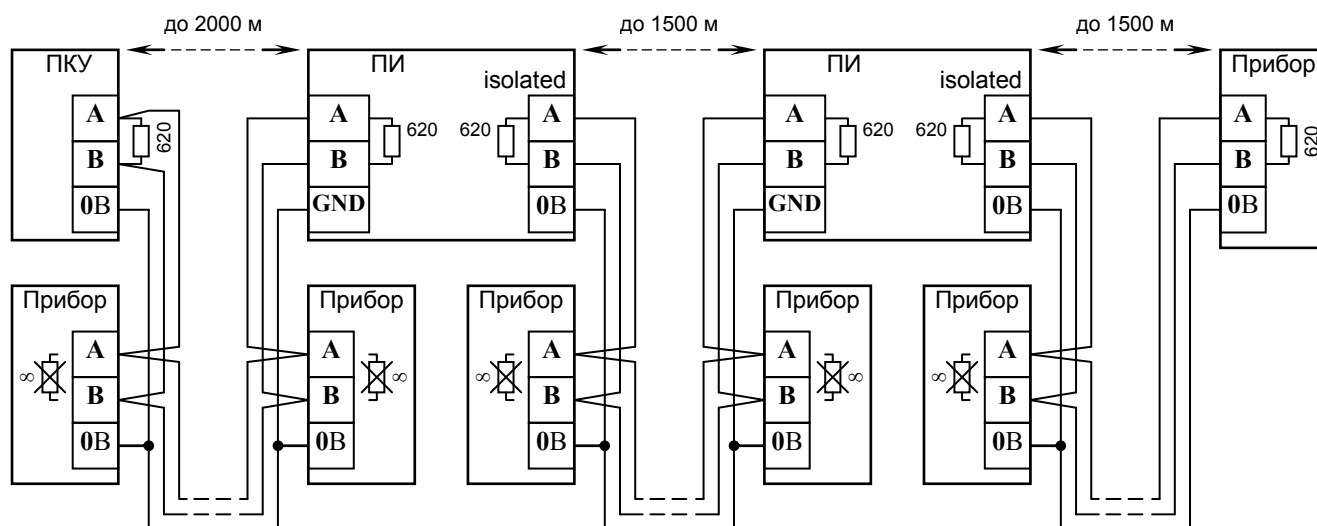 до 2000 м
до 1500 м
до 1500 м
ПКУ
ПИ
ПИ
Прибор
isolated
isolated
A
B
0В
620
A
B
GND
620
620
A
B
0В
A
B
GND
620
620
A
B
0В
A
B
0В
620
Прибор
Прибор
Прибор
Прибор
Прибор
∞
A
B
0В
A
B
0В
∞
∞
A
B
0В
A
B
0В
∞
∞
A
B
0В